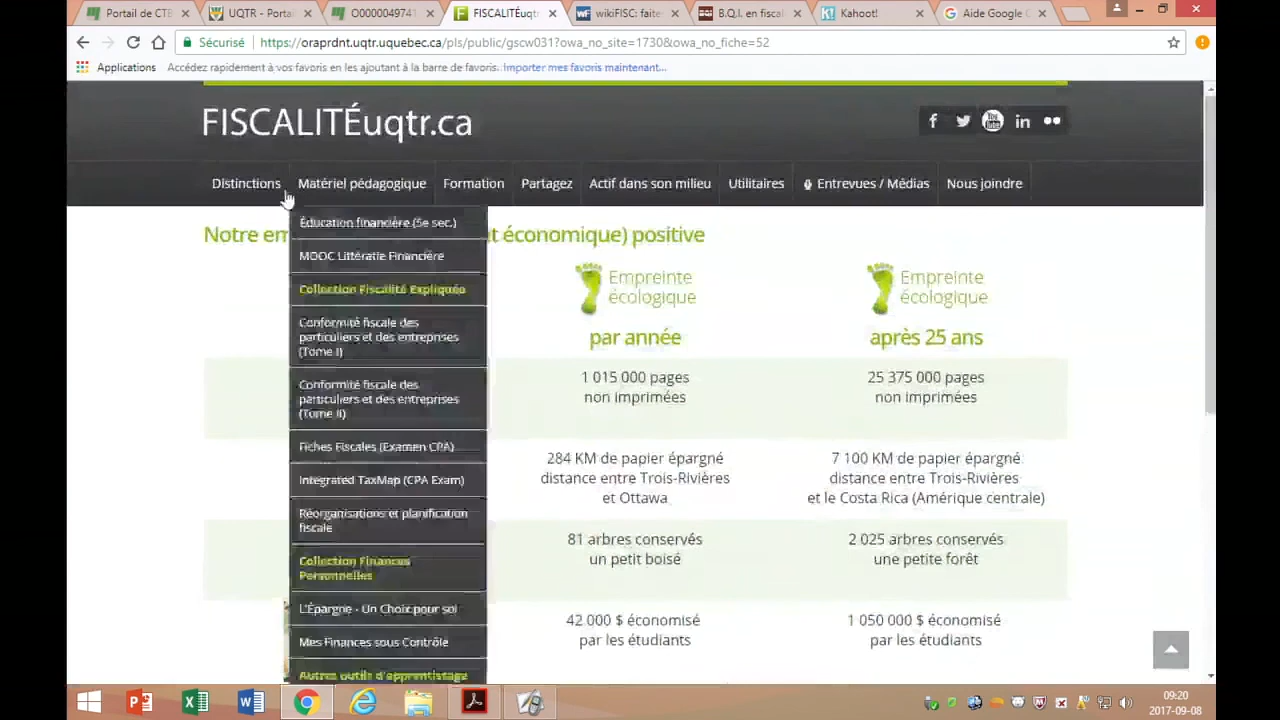 Portail de CTE
UQTR - Portai
O0000049741
FISCALITÉuqtr
wikiFISC: faite
B.Q.I. en fiscal
Kahoot!
Aide Google C
Sécurisé
https://oraprdnt.uqtr.uquebec.ca/pls/public/gscw031?owa_no_site=1730&owa_no_fiche=52
Applications
Accédez rapidement à vos favoris en les ajoutant à la barre de favoris. Importer mes favoris maintenant...
FISCALITÉuqtr.ca
Distinctions
Matériel pédagogique
Formation
Partagez
Actif dans son milieu
Utilitaires
Entrevues / Médias
Nous joindre
Notre em
t économique) positive
Éducation financière (5e sec.)
MOOC Littératie Financière
Collection Fiscalité Expliquée
Conformité fiscale des
particuliers et des entreprises
(Tome I)
Conformité fiscale des
particuliers et des entreprises
(Tome II)
Fiches Fiscales (Examen CPA)
Integrated TaxMap (CPA Exam)
Réorganisations et planification
fiscale
Collection Finances
Personnelles
L'Épargne - Un Choix pour soi
Mes Finances sous Contrôle
Autres outils d'apprentistage
Empreinte
écologique
par année
1 015 000 pages
non imprimées
284 KM de papier épargné
distance entre Trois-Rivières
et Ottawa
81 arbres conservés
un petit boisé
42 000 $ économisé
par les étudiants
Empreinte
écologique
après 25 ans
25 375 000 pages
non imprimées
7 100 KM de papier épargné
distance entre Trois-Rivières
et le Costa Rica (Amérique centrale)
2 025 arbres conservés
une petite forêt
1 050 000 $ économisé
par les étudiants
09:20
2017-09-08